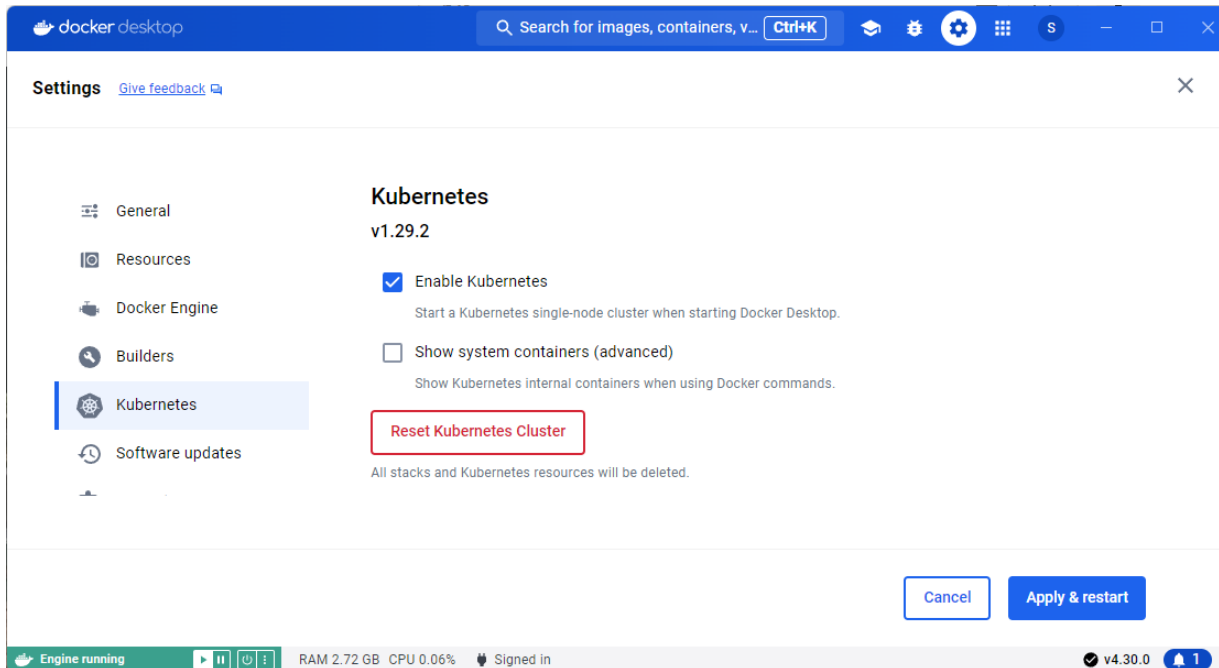 docker desktop
Search for images, containers, v... Ctrl+K
S
Settings Give feedback
General
Resources
Docker Engine
Builders
Kubernetes
Software updates
Kubernetes
v1.29.2
Enable Kubernetes
Start a Kubernetes single-node cluster when starting Docker Desktop.
Show system containers (advanced)
Show Kubernetes internal containers when using Docker commands.
Reset Kubernetes Cluster
All stacks and Kubernetes resources will be deleted.
Cancel Apply & restart
Engine running RAM 2.72 GB CPU 0.06% Signed in v4.30.0 1